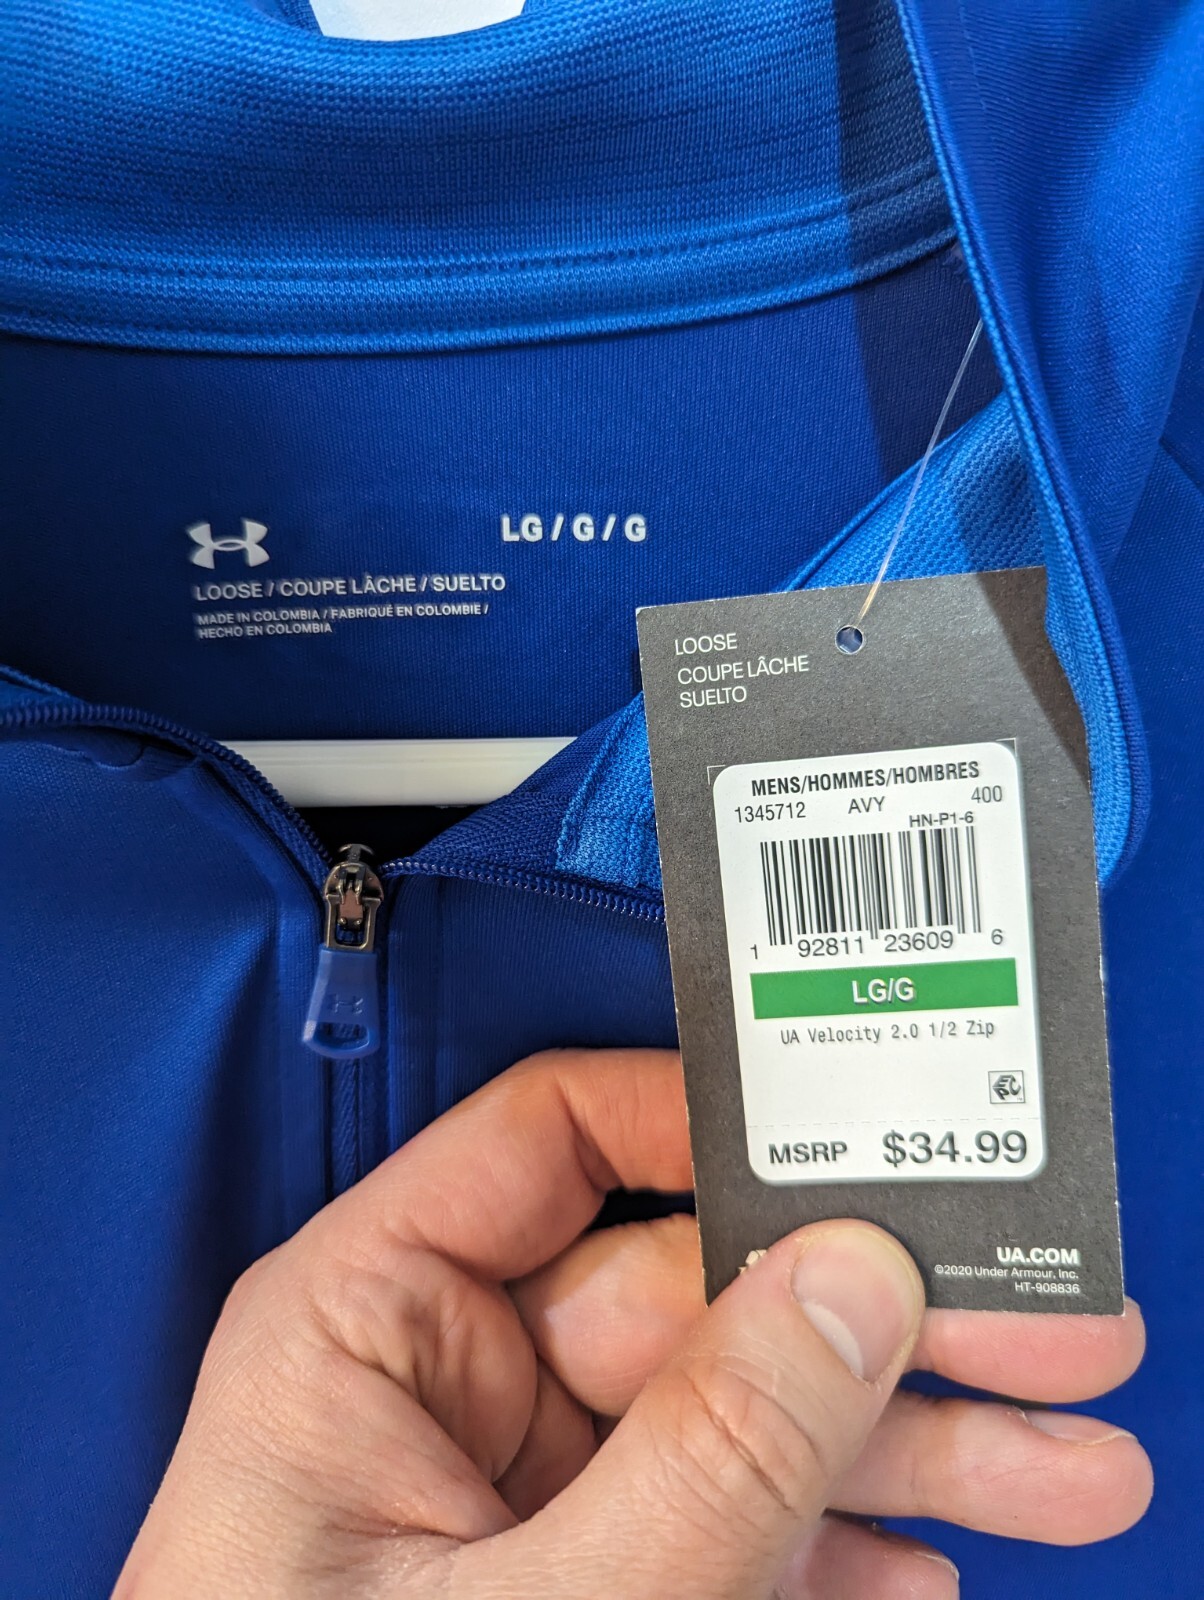 LG / G / G
LOOSE / COUPE LÂCHE / SUELTO
MADE IN COLOMBIA / FABRIQUÉ EN COLOMBIE /
HECHO EN COLOMBIA
LOOSE
COUPE LÂCHE
SUELTO
MENS/HOMMES/HOMBRES
1345712 AVY 400
HN-P1-6
1 92811 23609 6
LG/G
UA Velocity 2.0 1/2 Zip
MSRP $34.99
UA.COM
©2020 Under Armour, Inc.
HT-908836